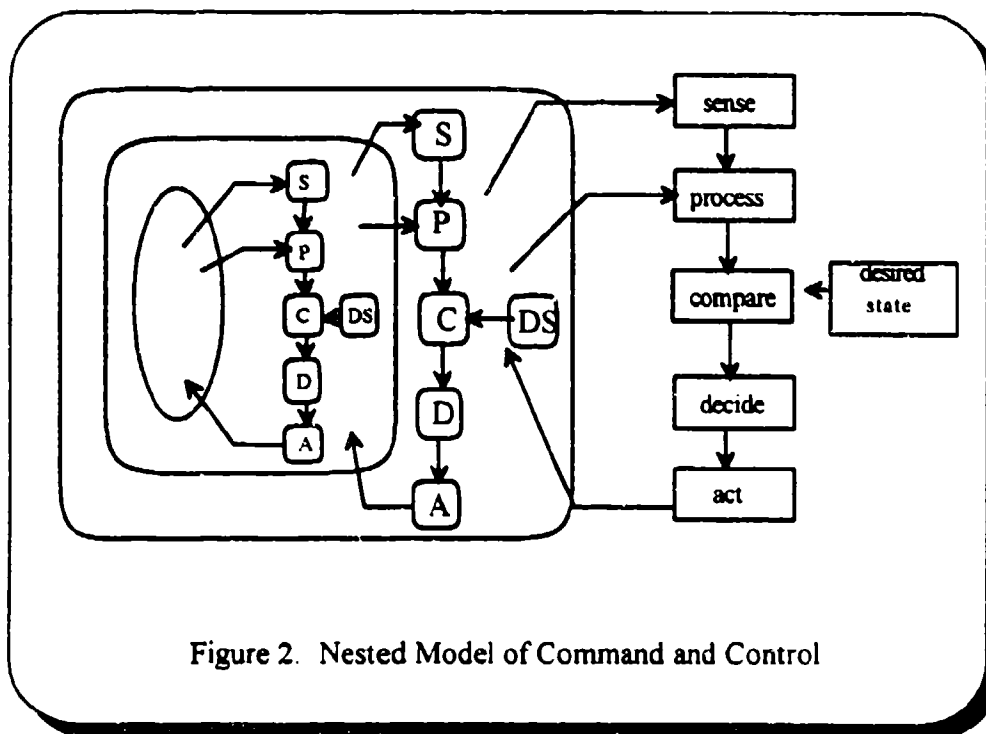 S
P
C
DS
D
A
S
P
C
DS
D
A
sense
process
compare
desired
state
decide
act
Figure 2. Nested Model of Command and Control